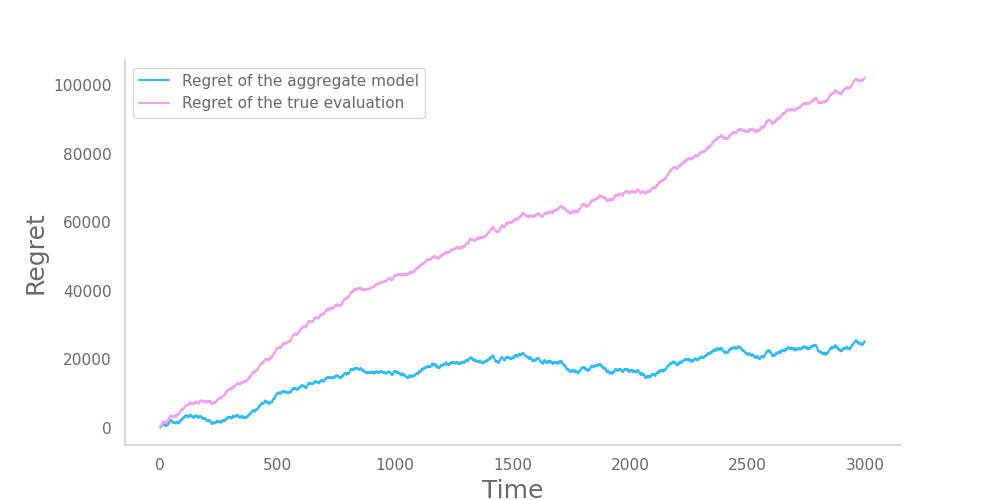 Regret of the aggregate model
Regret of the true evaluation
100000
80000
60000
40000
20000
0
Regret
0 500 1000 1500 2000 2500 3000
Time